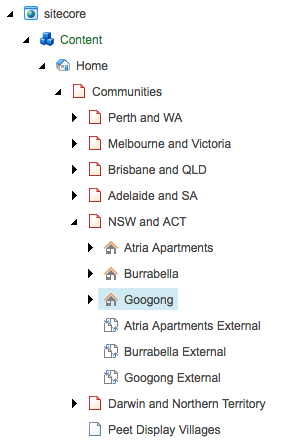 sitecore
Content
Home
Communities
Perth and WA
Melbourne and Victoria
Brisbane and QLD
Adelaide and SA
NSW and ACT
Atria Apartments
Burrabella
Googong
Atria Apartments External
Burrabella External
Googong External
Darwin and Northern Territory
Peet Display Villages